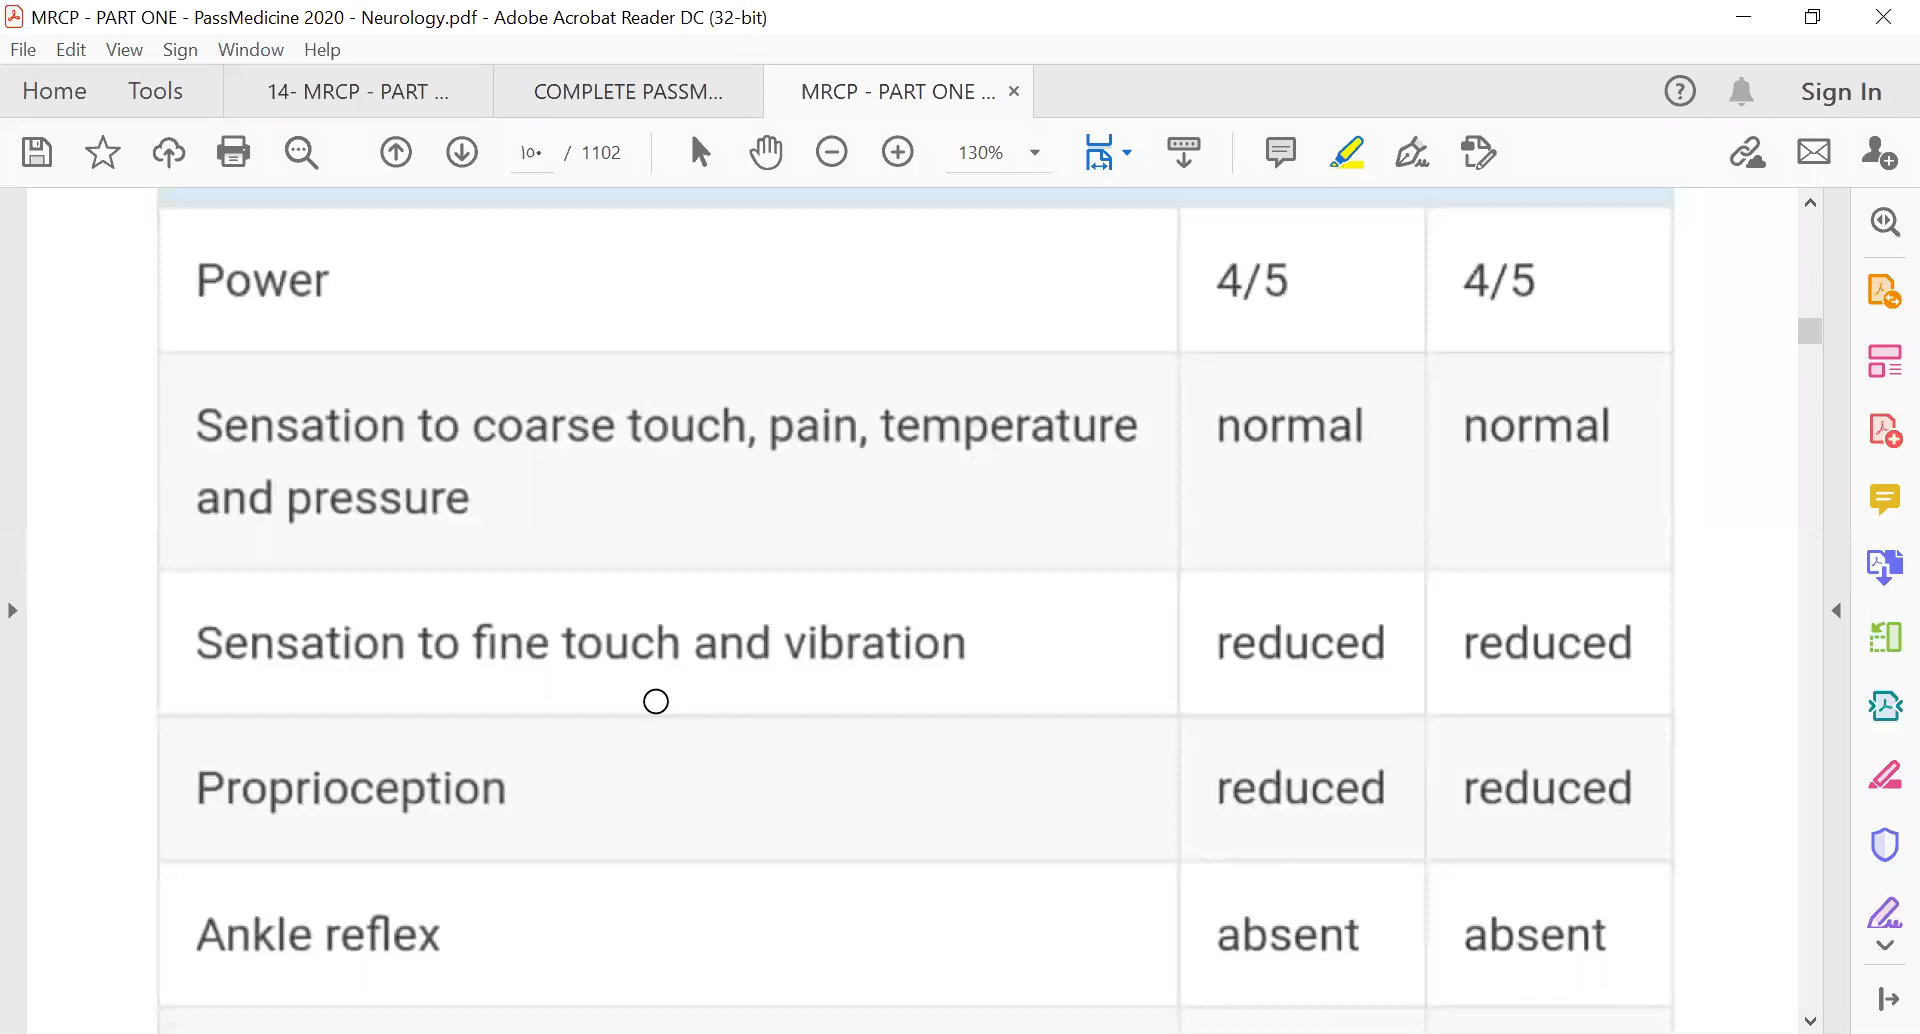 MRCP - PART ONE - PassMedicine 2020 - Neurology.pdf - Adobe Acrobat Reader DC (32-bit)
File Edit View Sign Window Help
Home Tools 14- MRCP - PART ... COMPLETE PASSM... MRCP - PART ONE ... × Sign In
١٥٠ / 1102 130%
Power 4/5 4/5
Sensation to coarse touch, pain, temperature normal normal
and pressure
Sensation to fine touch and vibration reduced reduced
Proprioception reduced reduced
Ankle reflex absent absent